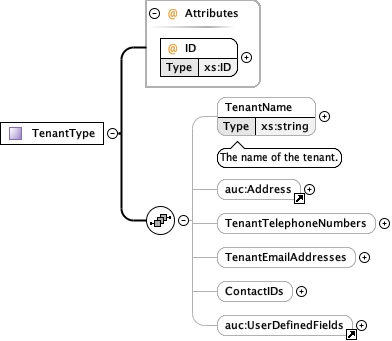 @ Attributes
@ ID
Type xs:ID
TenantType
TenantName
Type xs:string
The name of the tenant.
auc:Address
TenantTelephoneNumbers
TenantEmailAddresses
ContactIDs
auc:UserDefinedFields